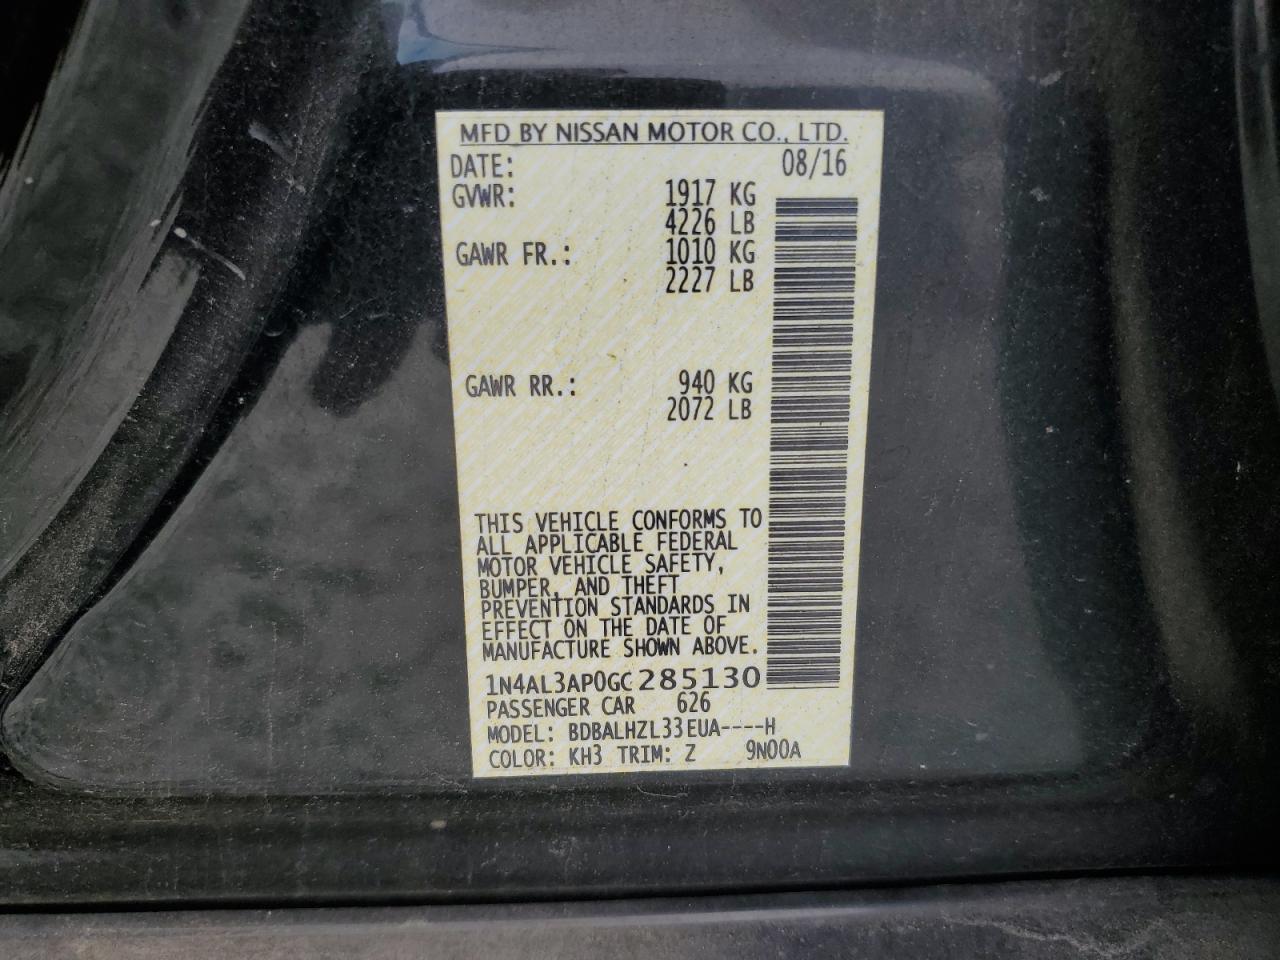 MFD BY NISSAN MOTOR CO., LTD.
DATE: 08/16
GVWR: 1917 KG
4226 LB
GAWR FR.: 1010 KG
2227 LB
GAWR RR.: 940 KG
2072 LB
THIS VEHICLE CONFORMS TO
ALL APPLICABLE FEDERAL
MOTOR VEHICLE SAFETY,
BUMPER, AND THEFT
PREVENTION STANDARDS IN
EFFECT ON THE DATE OF
MANUFACTURE SHOWN ABOVE.
1N4AL3AP0GC285130
PASSENGER CAR 626
MODEL: BDBALHZL33EUA----H
COLOR: KH3 TRIM: Z 9N00A